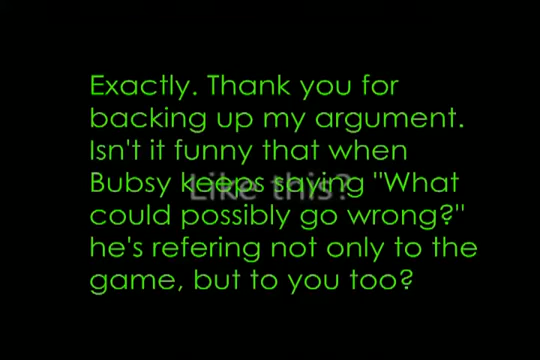 Exactly. Thank you for
backing up my argument.
Isn't it funny that when
Bubsy keeps saying "What
could possibly go wrong?"
he's refering not only to the
game, but to you too?
Like this?